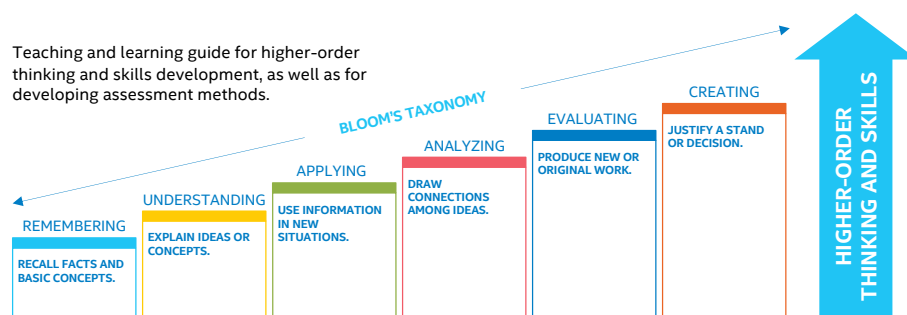 Teaching and learning guide for higher-order
thinking and skills development, as well as for
developing assessment methods.
BLOOM'S TAXONOMY
REMEMBERING
RECALL FACTS AND
BASIC CONCEPTS.
UNDERSTANDING
EXPLAIN IDEAS OR
CONCEPTS.
APPLYING
USE INFORMATION
IN NEW
SITUATIONS.
ANALYZING
DRAW
CONNECTIONS
AMONG IDEAS.
EVALUATING
PRODUCE NEW OR
ORIGINAL WORK.
CREATING
JUSTIFY A STAND
OR DECISION.
HIGHER-ORDER
THINKING AND SKILLS